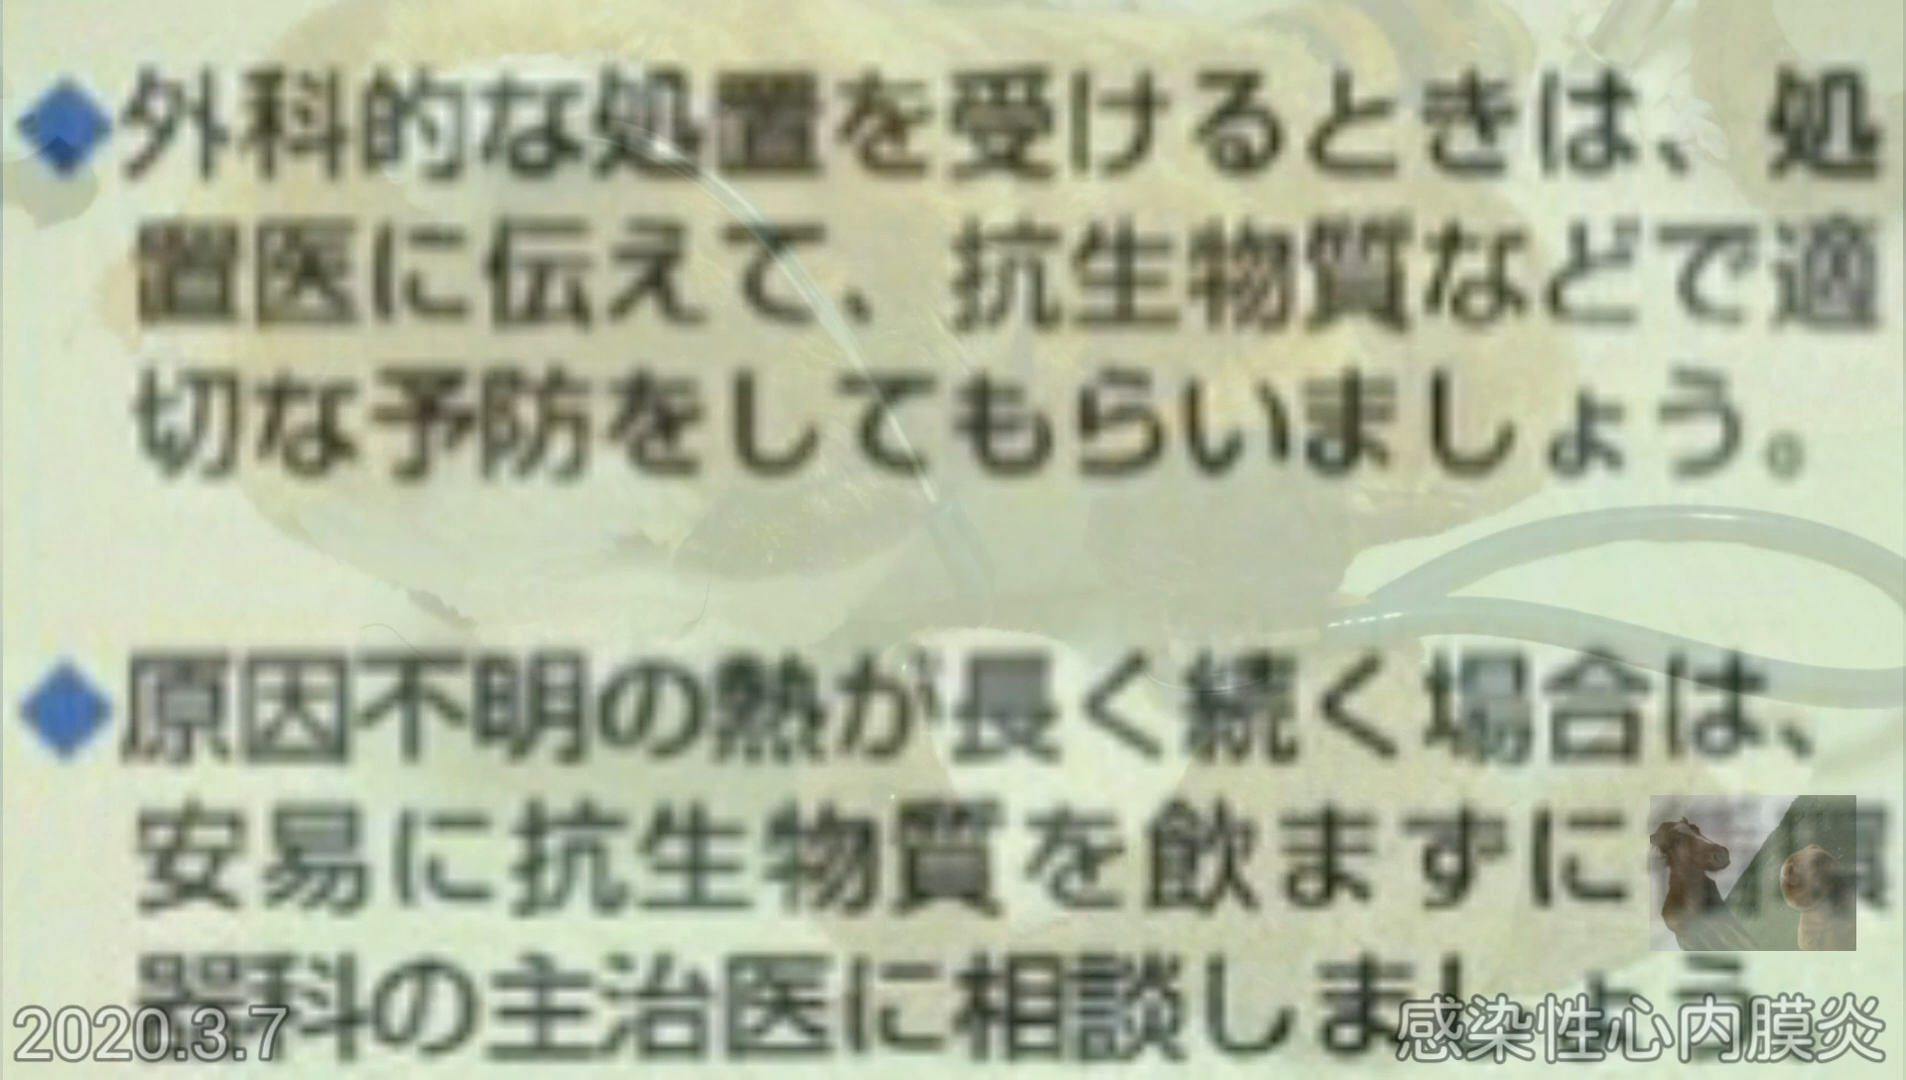 ◆外科的な処置を受けるときは、処
置医に伝えて、抗生物質などで適
切な予防をしてもらいましょう。
◆原因不明の熱が長く続く場合は、
安易に抗生物質を飲まずに
器科の主治医に相談しましょう
2020.3.7
感染性心内膜炎